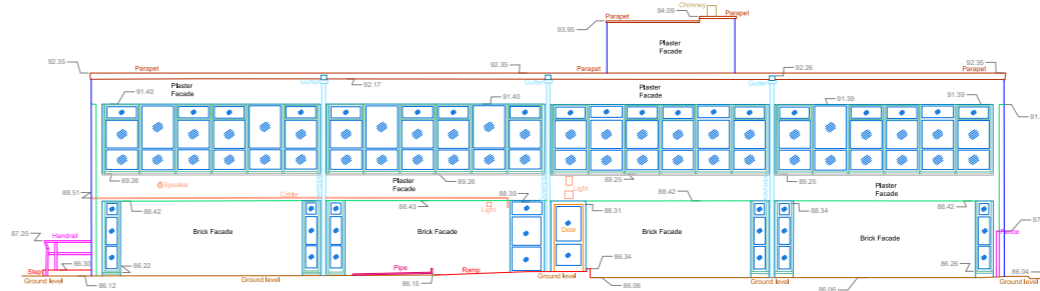 Chimney
94.09
Parapet
93.95
Parapet
Plaster
Facade
92.35
Parapet
92.35
Parapet
92.26
Parapet
92.35
Gutter
92.17
Gutter
Gutter
Plaster
Facade
Plaster
Facade
91.40
91.40
91.39
91.39
89.26
Speaker
Plaster
Facade
89.26
89.25
Light
89.25
Plaster
Facade
88.51
Cable
88.39
88.42
88.42
88.43
Light
88.31
88.34
88.42
87.20
Handrail
Brick Facade
Brick Facade
Door
Brick Facade
Brick Facade
Fence
Steps
86.30
86.22
Pipe
Ramp
86.34
86.26
86.04
Ground level
86.12
Ground level
86.15
Ground level
86.06
Ground level
86.06
Ground level